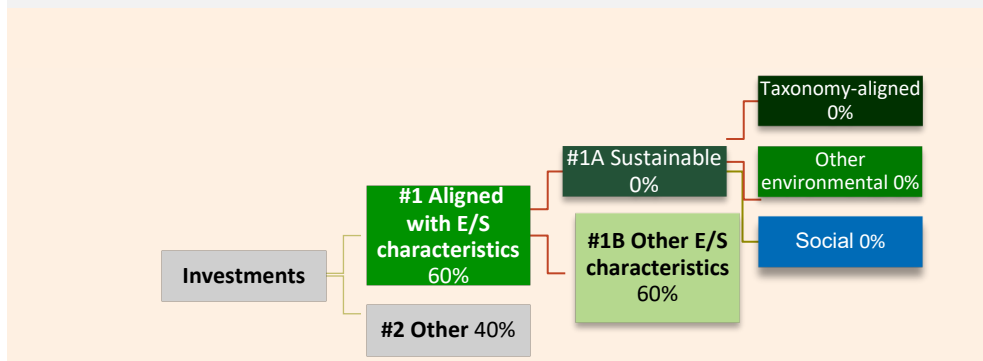 Investments
#1 Aligned
with E/S
characteristics
60%
#2 Other 40%
#1A Sustainable
0%
#1B Other E/S
characteristics
60%
Taxonomy-aligned
0%
Other
environmental 0%
Social 0%